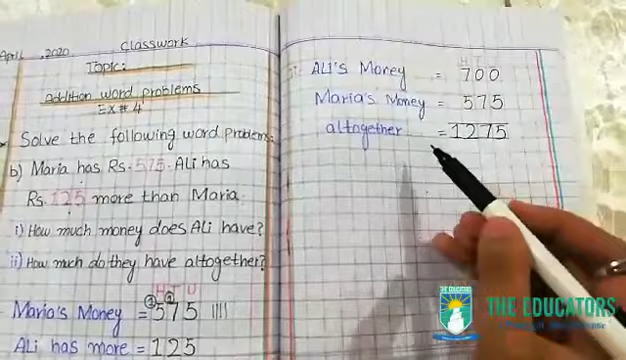 April ,2020
Classwork
Topic:
Addition word problems
EX # 4
Solve the following word Problems:
b) Maria has Rs. 575. Ali has
Rs. 125 more than Maria.
i) How much money does Ali have?
ii) How much do they have altogether?
H T U
Maria's Money = 575 ||||
Ali has more = 125
ALI's Money = 700
Maria's Money = 575
altogether = 1275
THE EDUCATORS